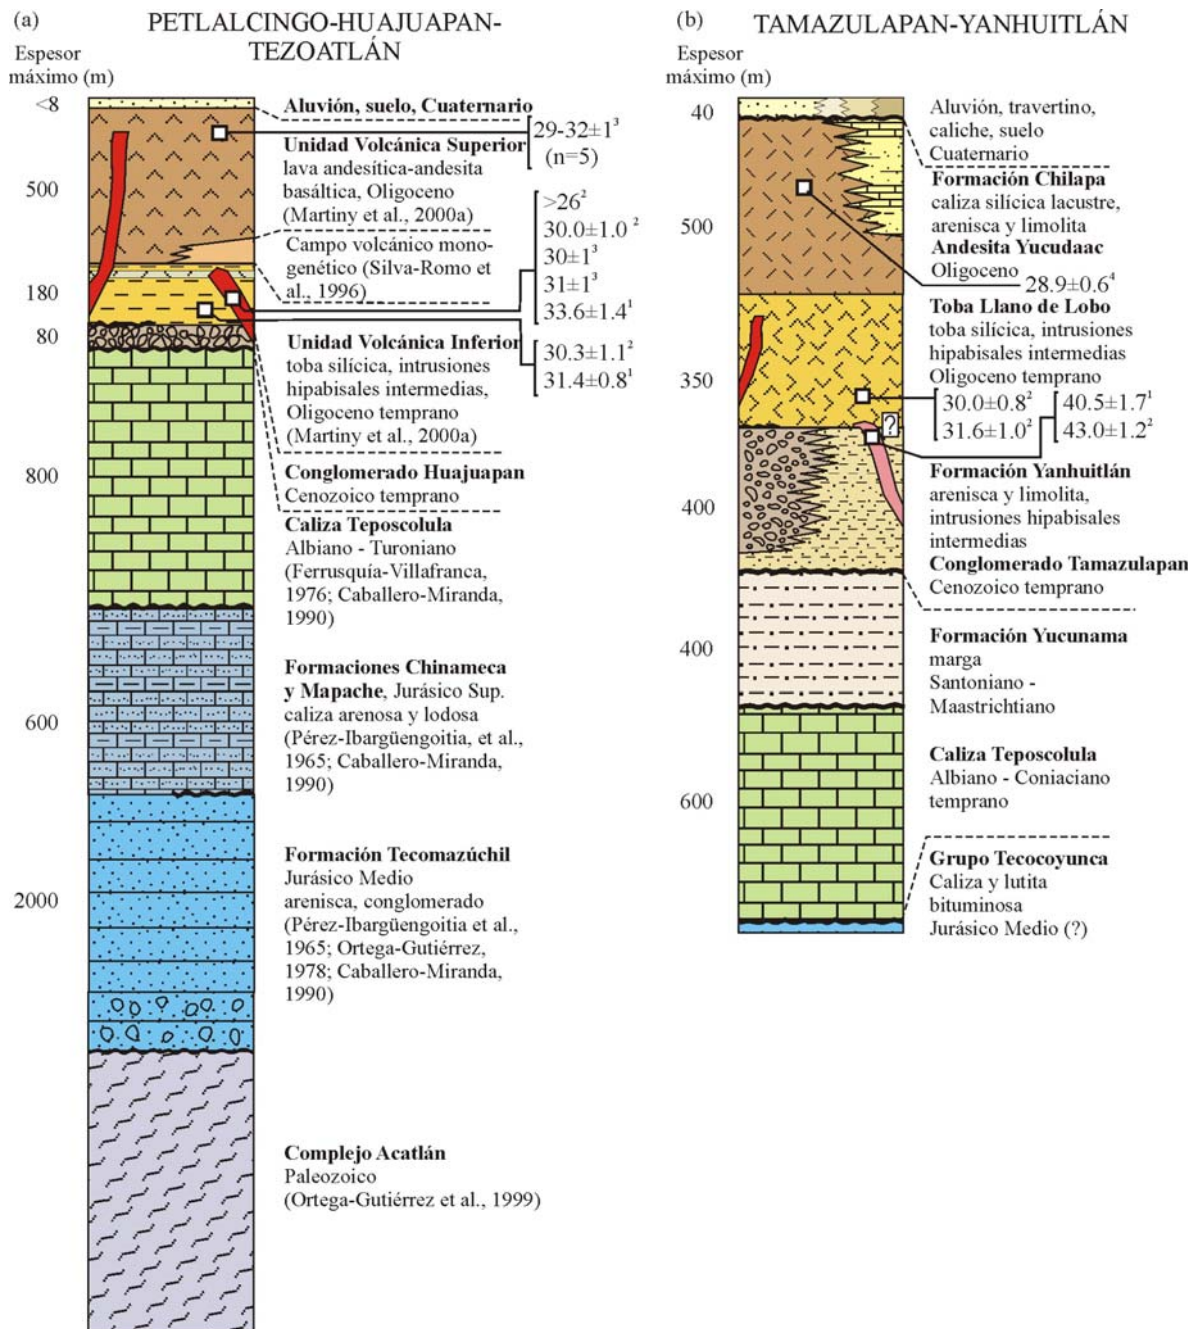 (a)
PETLALCINGO-HUAJUAPAN-
TEZOATLÁN
Espesor
máximo (m)
<8
500
180
80
800
600
2000
Aluvión, suelo, Cuaternario
Unidad Volcánica Superior
lava andesítica-andesita
basáltica, Oligoceno
(Martiny et al., 2000a)
Campo volcánico mono-
genético (Silva-Romo et
al., 1996)
Unidad Volcánica Inferior
toba silícica, intrusiones
hipabisales intermedias,
Oligoceno temprano
(Martiny et al., 2000a)
Conglomerado Huajuapan
Cenozoico temprano
Caliza Teposcolula
Albiano - Turoniano
(Ferrusquía-Villafranca,
1976; Caballero-Miranda,
1990)
Formaciones Chinameca
y Mapache, Jurásico Sup.
caliza arenosa y lodosa
(Pérez-Ibargüengoitia, et al.,
1965; Caballero-Miranda,
1990)
Formación Tecomazúchil
Jurásico Medio
arenisca, conglomerado
(Pérez-Ibargüengoitia et al.,
1965; Ortega-Gutiérrez,
1978; Caballero-Miranda,
1990)
Complejo Acatlán
Paleozoico
(Ortega-Gutiérrez et al., 1999)
29-32±1³
(n=5)
>26²
30.0±1.0 ²
30±1³
31±1³
33.6±1.4¹
30.3±1.1²
31.4±0.8¹
(b)
TAMAZULAPAN-YANHUITLÁN
Espesor
máximo (m)
40
500
350
400
400
600
Aluvión, travertino,
caliche, suelo
Cuaternario
Formación Chilapa
caliza silícica lacustre,
arenisca y limolita
Andesita Yucudaac
Oligoceno
28.9±0.6⁴
Toba Llano de Lobo
toba silícica, intrusiones
hipabisales intermedias
Oligoceno temprano
30.0±0.8²
31.6±1.0²
40.5±1.7¹
43.0±1.2²
?
Formación Yanhuitlán
arenisca y limolita,
intrusiones hipabisales
intermedias
Conglomerado Tamazulapan
Cenozoico temprano
Formación Yucunama
marga
Santoniano -
Maastrichtiano
Caliza Teposcolula
Albiano - Coniaciano
temprano
Grupo Tecocoyunca
Caliza y lutita
bituminosa
Jurásico Medio (?)